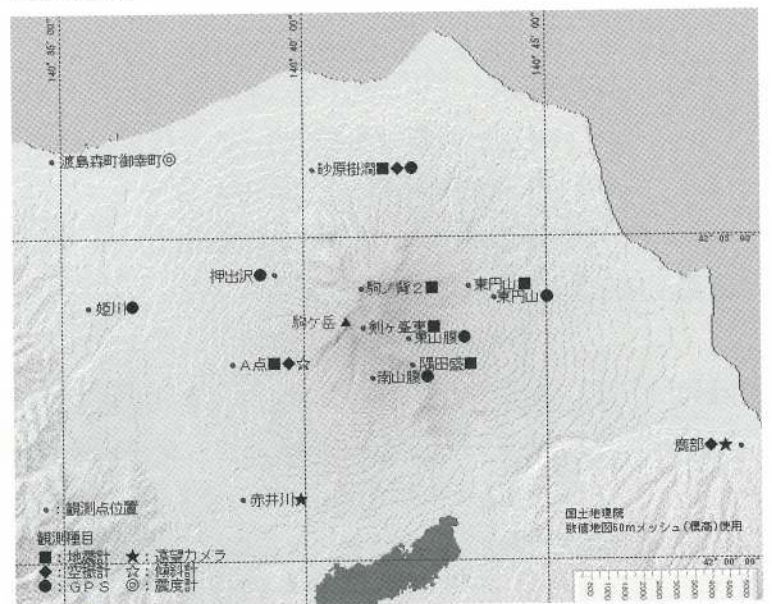 140° 35' 00"
140° 40' 00"
140° 45' 00"
渡島森町御幸町◎
砂原掛澗■◆●
42° 05' 00"
押出沢●
駒ノ背2■
東円山■
東円山●
姫川●
駒ケ岳▲
剣ヶ峯東■
東山腹●
A点■◆☆
隅田盛■
南山腹●
鹿部◆★
赤井川★
●:観測点位置
国土地理院
数値地図50mメッシュ(標高)使用
観測種目
■:地震計 ★:遠望カメラ
◆:空振計 ☆:傾斜計
●:GPS ◎:震度計
42° 00' 00"